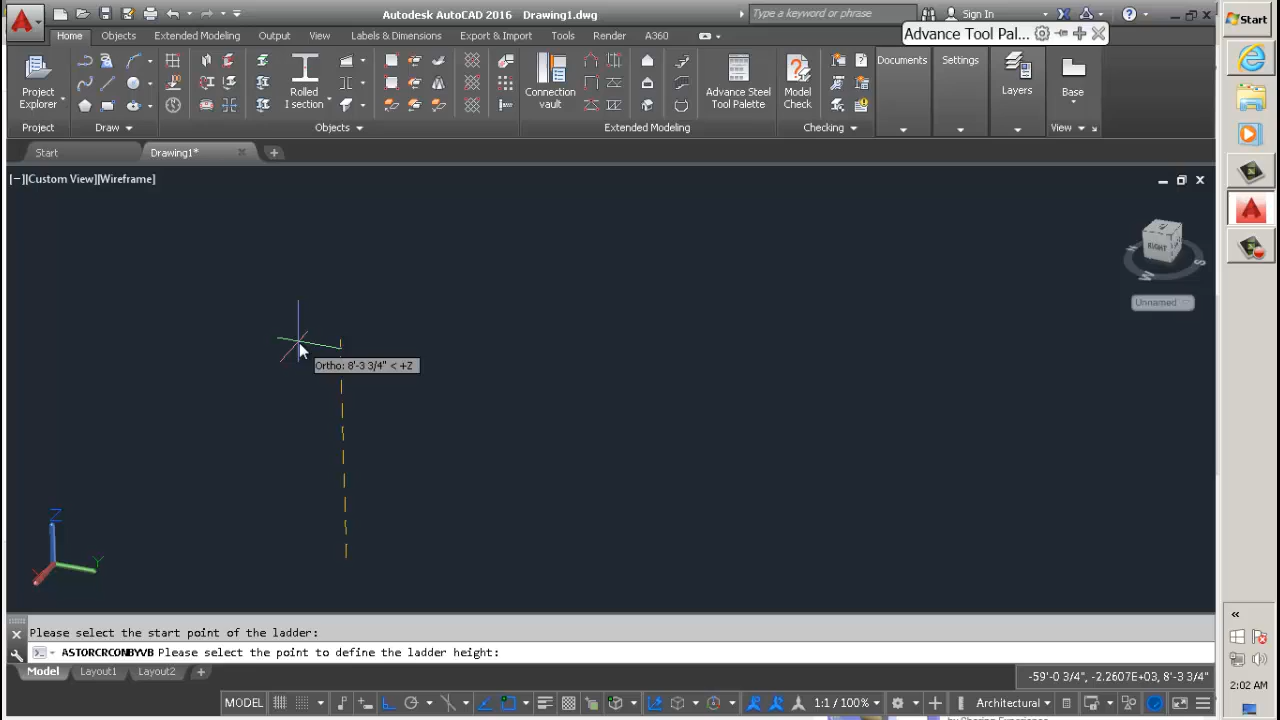 Autodesk AutoCAD 2016 Drawing1.dwg
Type a keyword or phrase
Sign In
Start
Advance Tool Pal...
Home
Objects
Extended Modeling
Output
View
Labels & Dimensions
Export & Import
Tools
Render
A360
Project
Explorer
Rolled
I section
Connection
vault
Advance Steel
Tool Palette
Model
Check
Documents
Settings
Layers
Base
Project
Draw
Objects
Extended Modeling
Checking
View
Start
Drawing1*
[−][Custom View][Wireframe]
RIGHT
W
S
Unnamed
Ortho: 8'-3 3/4" < +Z
Z
Y
X
Please select the start point of the ladder:
ASTORCRCONBYVB Please select the point to define the ladder height:
Model
Layout1
Layout2
-59'-0 3/4", -2.2607E+03, 8'-3 3/4"
MODEL
1:1 / 100%
Architectural
2:02 AM
by Sharing Experience